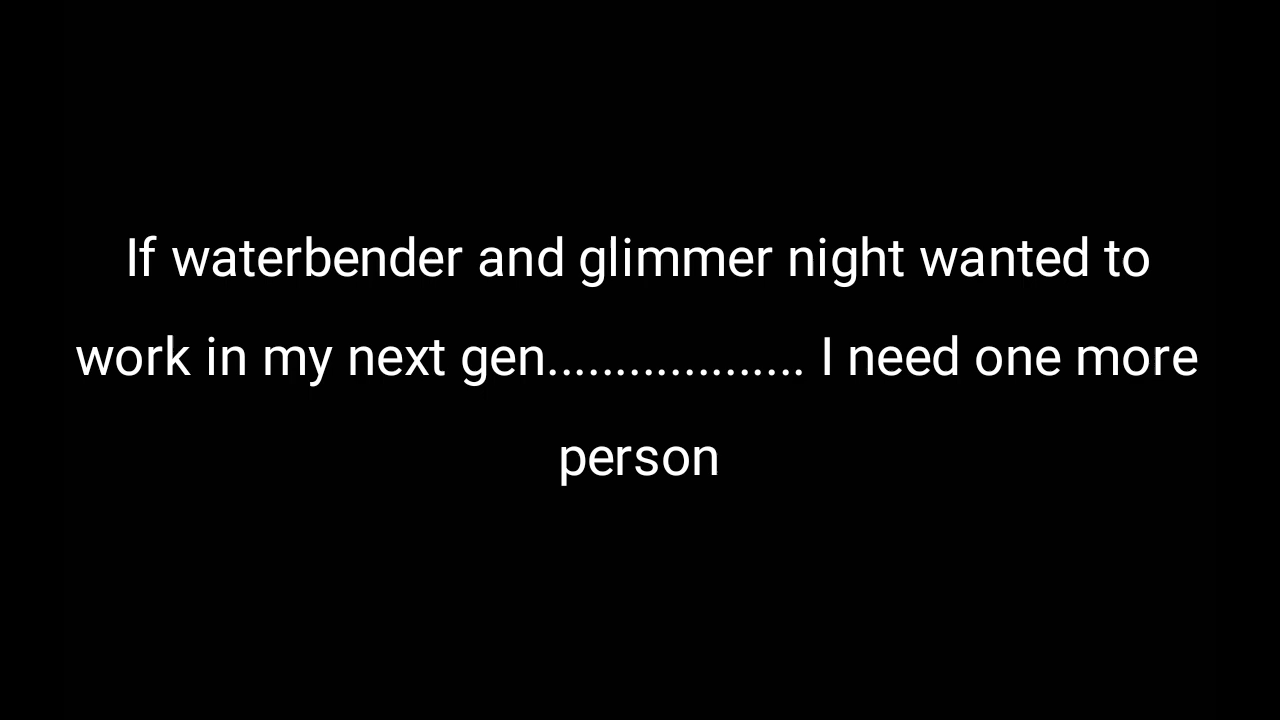 If waterbender and glimmer night wanted to
work in my next gen................... I need one more
person